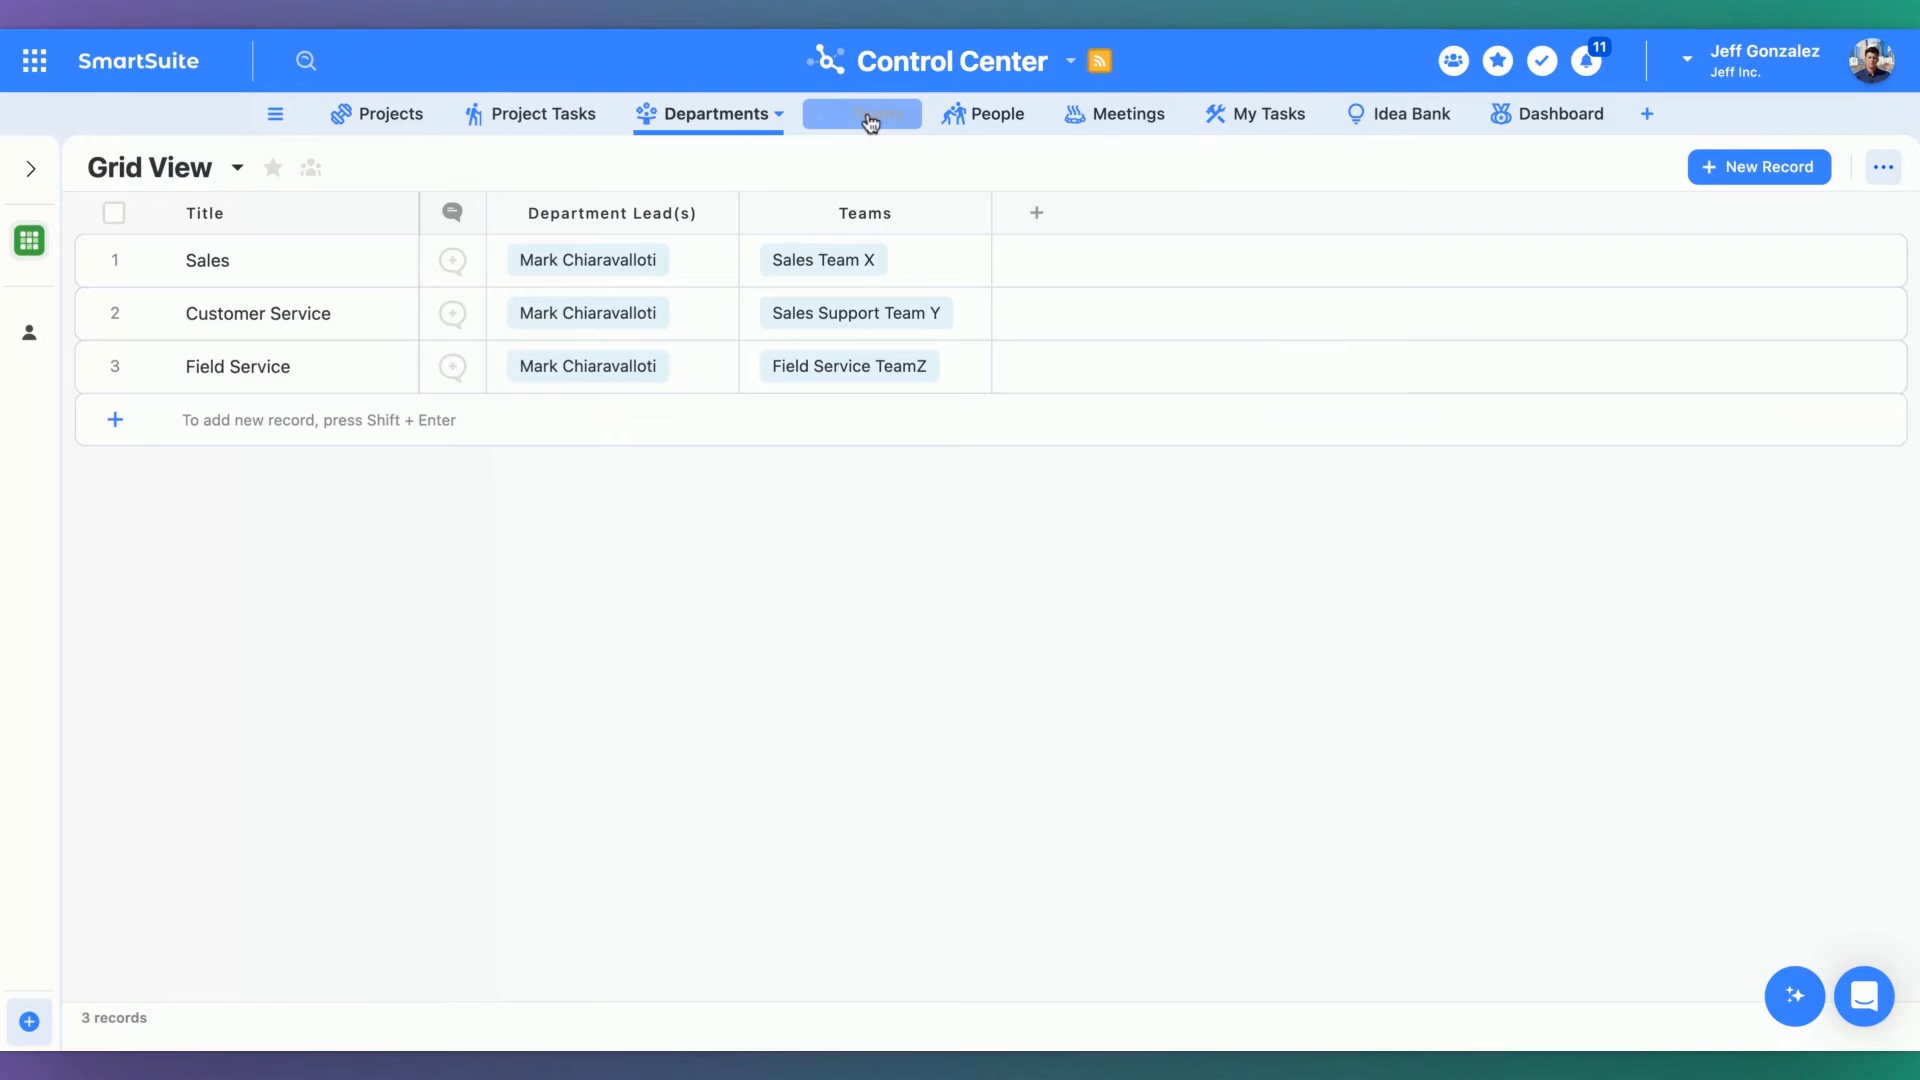 SmartSuite
Control Center
11
Jeff Gonzalez
Jeff Inc.
Projects
Project Tasks
Departments
People
Meetings
My Tasks
Idea Bank
Dashboard
Grid View
New Record
Title
Department Lead(s)
Teams
1
Sales
Mark Chiaravalloti
Sales Team X
2
Customer Service
Mark Chiaravalloti
Sales Support Team Y
3
Field Service
Mark Chiaravalloti
Field Service TeamZ
To add new record, press Shift + Enter
3 records